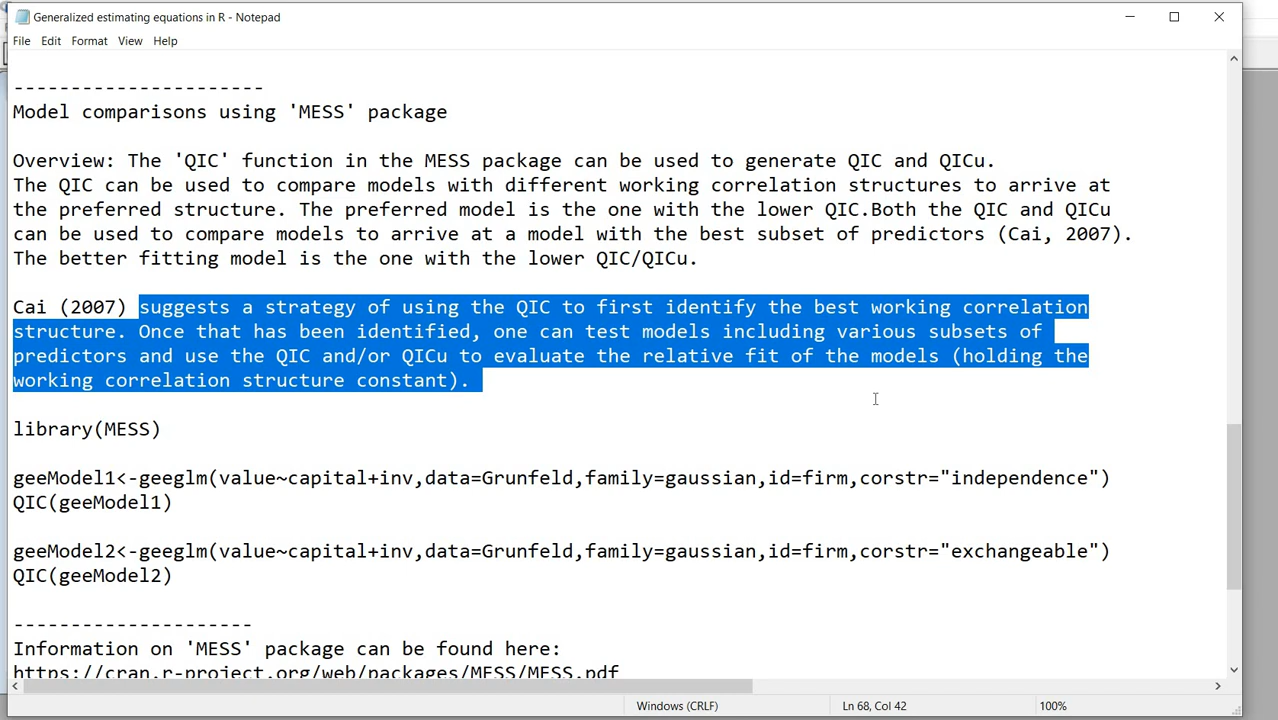 Generalized estimating equations in R - Notepad
File Edit Format View Help
----------------------
Model comparisons using 'MESS' package
Overview: The 'QIC' function in the MESS package can be used to generate QIC and QICu.
The QIC can be used to compare models with different working correlation structures to arrive at
the preferred structure. The preferred model is the one with the lower QIC.Both the QIC and QICu
can be used to compare models to arrive at a model with the best subset of predictors (Cai, 2007).
The better fitting model is the one with the lower QIC/QICu.
Cai (2007) suggests a strategy of using the QIC to first identify the best working correlation
structure. Once that has been identified, one can test models including various subsets of
predictors and use the QIC and/or QICu to evaluate the relative fit of the models (holding the
working correlation structure constant).
library(MESS)
geeModel1<-geeglm(value~capital+inv,data=Grunfeld,family=gaussian,id=firm,corstr="independence")
QIC(geeModel1)
geeModel2<-geeglm(value~capital+inv,data=Grunfeld,family=gaussian,id=firm,corstr="exchangeable")
QIC(geeModel2)
---------------------
Information on 'MESS' package can be found here:
https://cran.r-project.org/web/packages/MESS/MESS.pdf
Windows (CRLF) Ln 68, Col 42 100%